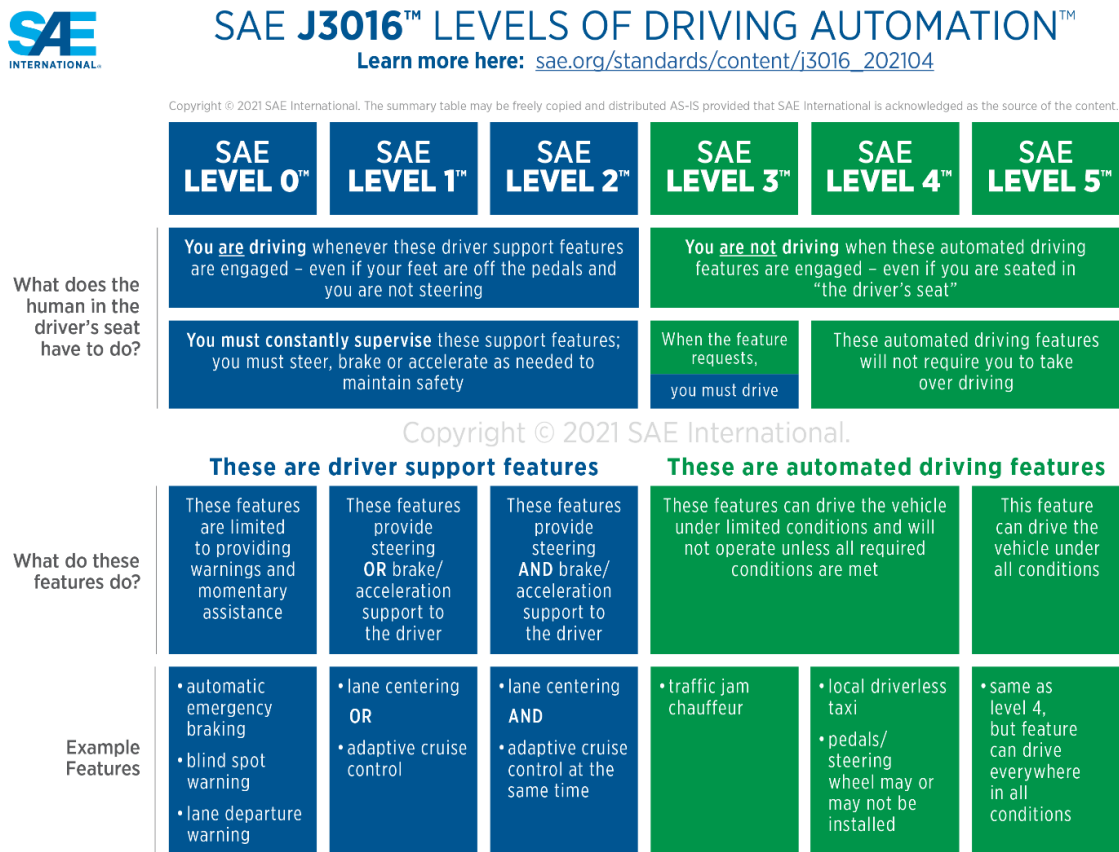 SAE
INTERNATIONAL®
SAE J3016™ LEVELS OF DRIVING AUTOMATION™
Learn more here: sae.org/standards/content/j3016_202104
Copyright © 2021 SAE International. The summary table may be freely copied and distributed AS-IS provided that SAE International is acknowledged as the source of the content.
SAE
LEVEL 0™
SAE
LEVEL 1™
SAE
LEVEL 2™
SAE
LEVEL 3™
SAE
LEVEL 4™
SAE
LEVEL 5™
What does the
human in the
driver's seat
have to do?
You are driving whenever these driver support features
are engaged – even if your feet are off the pedals and
you are not steering
You are not driving when these automated driving
features are engaged – even if you are seated in
“the driver's seat”
You must constantly supervise these support features;
you must steer, brake or accelerate as needed to
maintain safety
When the feature
requests,
you must drive
These automated driving features
will not require you to take
over driving
Copyright © 2021 SAE International.
These are driver support features
These are automated driving features
What do these
features do?
These features
are limited
to providing
warnings and
momentary
assistance
These features
provide
steering
OR brake/
acceleration
support to
the driver
These features
provide
steering
AND brake/
acceleration
support to
the driver
These features can drive the vehicle
under limited conditions and will
not operate unless all required
conditions are met
This feature
can drive the
vehicle under
all conditions
Example
Features
• automatic
emergency
braking
• blind spot
warning
• lane departure
warning
• lane centering
OR
• adaptive cruise
control
• lane centering
AND
• adaptive cruise
control at the
same time
• traffic jam
chauffeur
• local driverless
taxi
• pedals/
steering
wheel may or
may not be
installed
• same as
level 4,
but feature
can drive
everywhere
in all
conditions